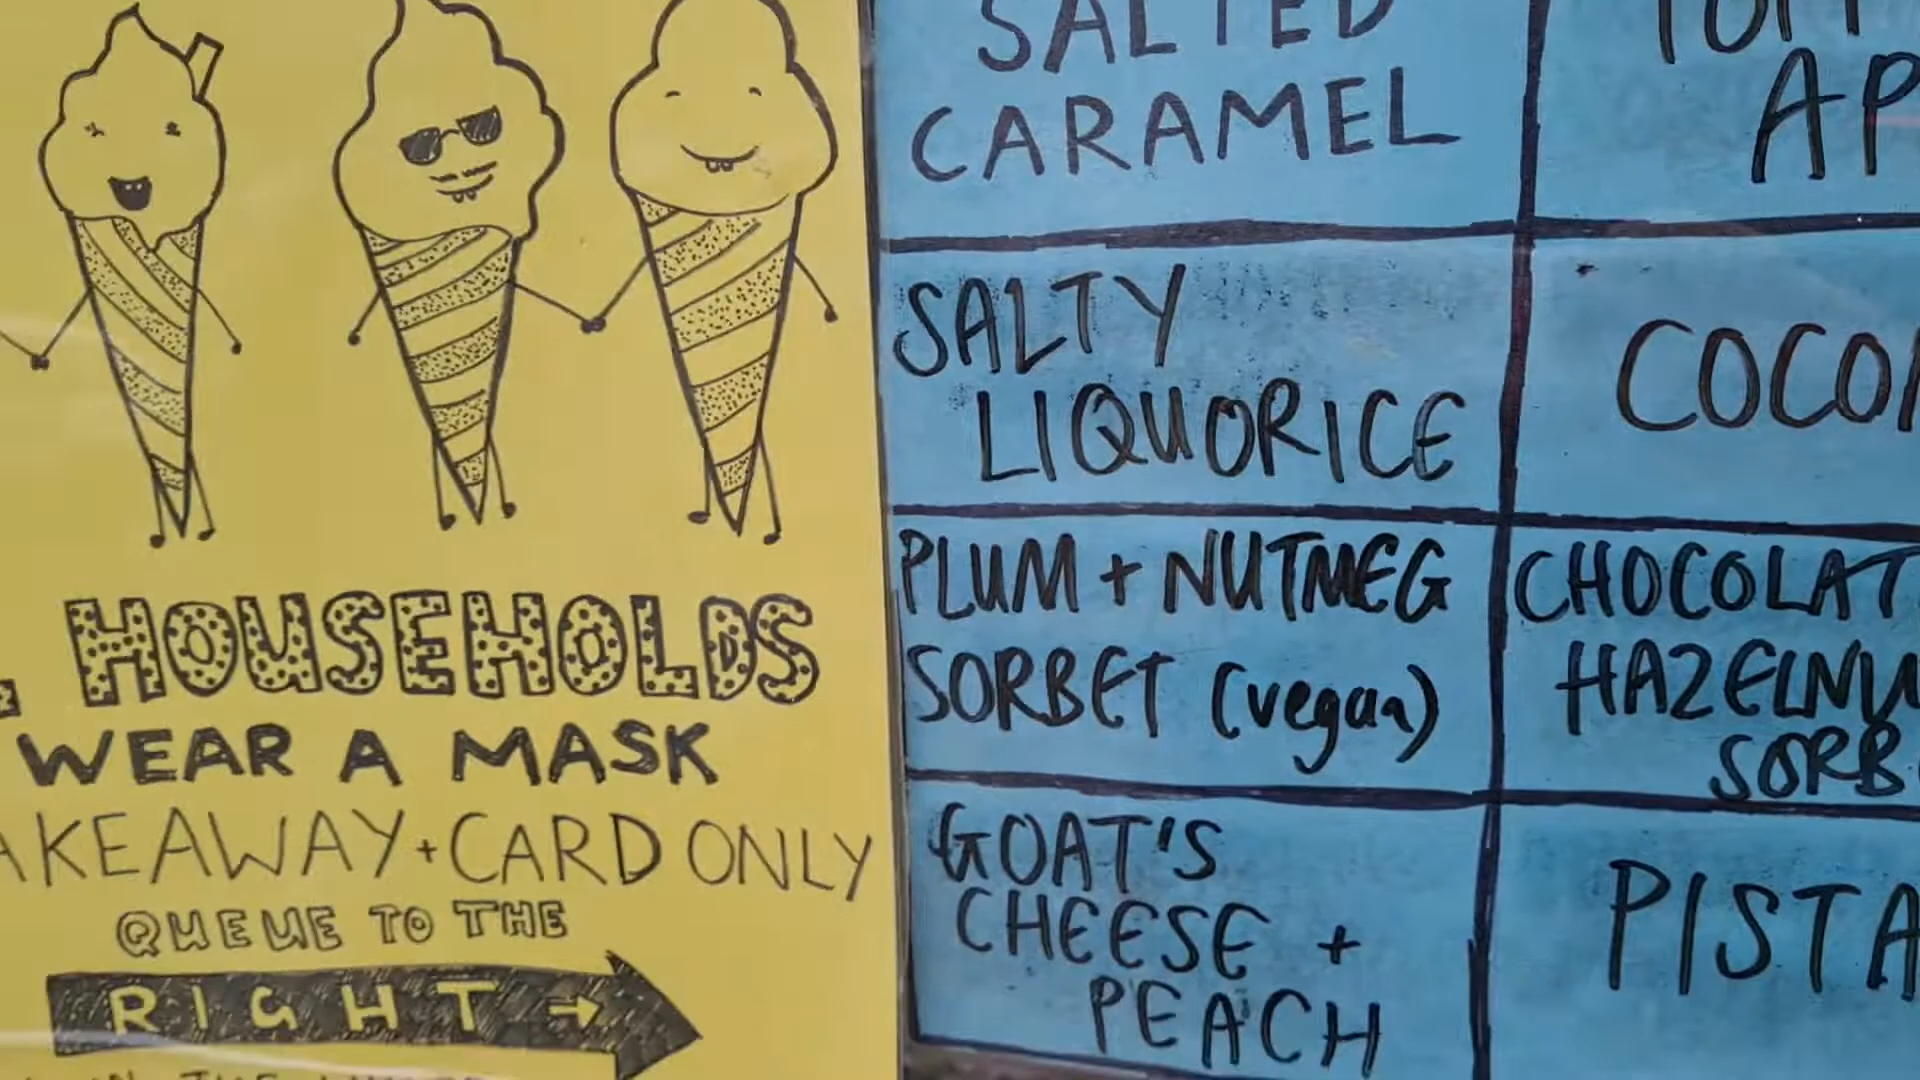 HOUSEHOLDS
WEAR A MASK
AKEAWAY + CARD ONLY
QUEUE TO THE
RIGHT →
SALTED
CARAMEL
AP
SALTY
LIQUORICE
COCO
PLUM + NUTMEG
SORBET (vegan)
CHOCOLAT
HAZELNU
SORB
GOAT'S
CHEESE +
PEACH
PISTA